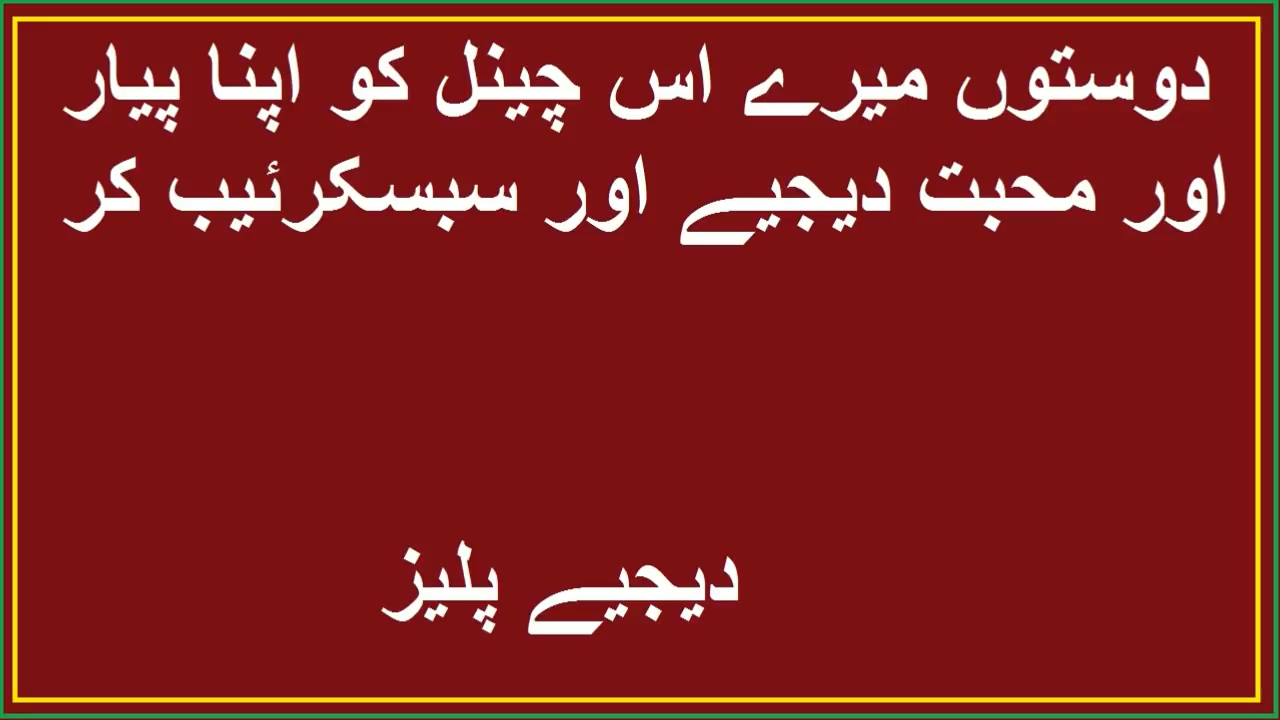 دوستوں میرے اس چینل کو اپنا پیار
اور محبت دیجیے اور سبسکرئیب کر
دیجیے پلیز